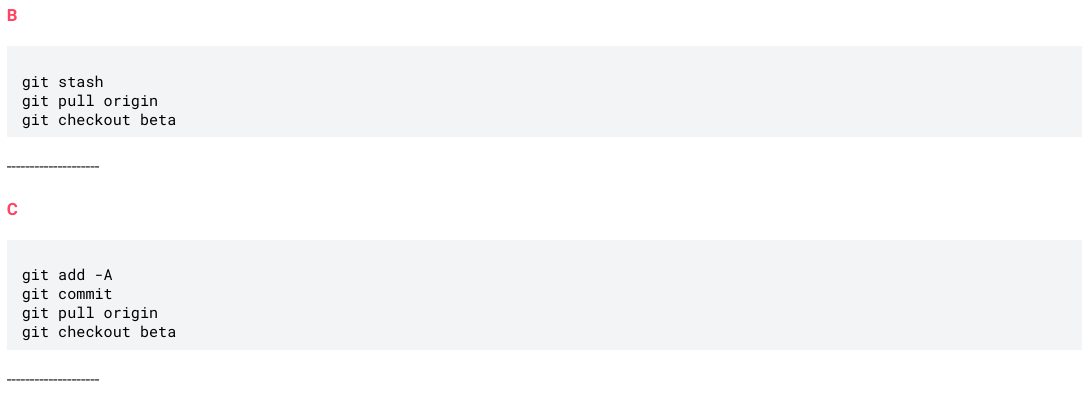 B
git stash
git pull origin
git checkout beta
--------------------
C
git add -A
git commit
git pull origin
git checkout beta
--------------------